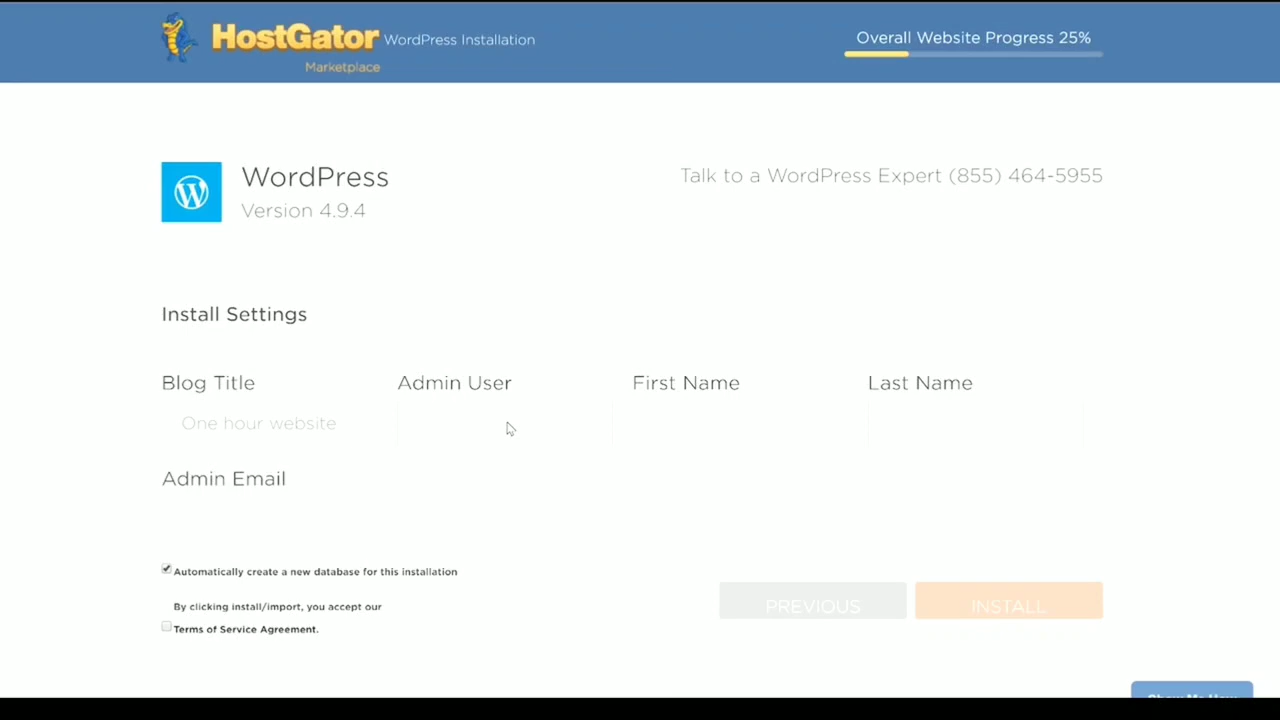 HostGator WordPress Installation
Marketplace
Overall Website Progress 25%
WordPress
Version 4.9.4
Talk to a WordPress Expert (855) 464-5955
Install Settings
Blog Title Admin User First Name Last Name
One hour website
Admin Email
Automatically create a new database for this installation
By clicking install/import, you accept our
Terms of Service Agreement.
PREVIOUS INSTALL